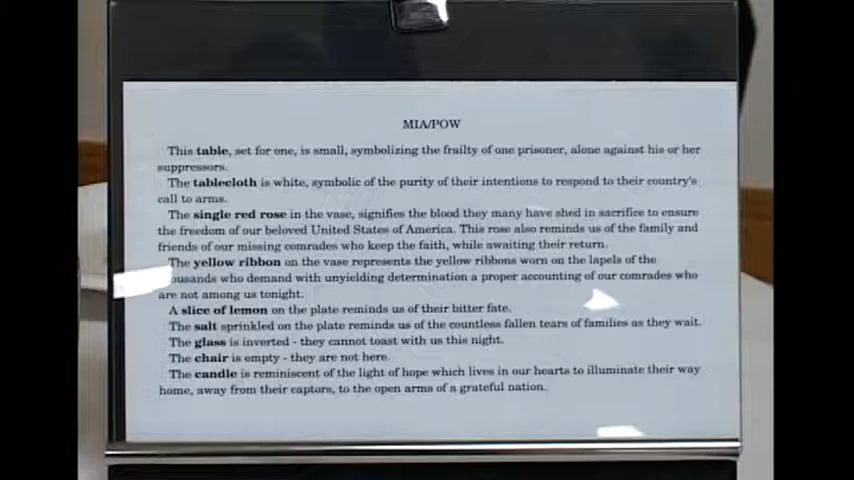 MIA/POW
This table, set for one, is small, symbolizing the frailty of one prisoner, alone against his or her
suppressors.
The tablecloth is white, symbolic of the purity of their intentions to respond to their country's
call to arms.
The single red rose in the vase, signifies the blood they many have shed in sacrifice to ensure
the freedom of our beloved United States of America. This rose also reminds us of the family and
friends of our missing comrades who keep the faith, while awaiting their return.
The yellow ribbon on the vase represents the yellow ribbons worn on the lapels of the
ousands who demand with unyielding determination a proper accounting of our comrades who
are not among us tonight.
A slice of lemon on the plate reminds us of their bitter fate.
The salt sprinkled on the plate reminds us of the countless fallen tears of families as they wait.
The glass is inverted - they cannot toast with us this night.
The chair is empty - they are not here.
The candle is reminiscent of the light of hope which lives in our hearts to illuminate their way
home, away from their captors, to the open arms of a grateful nation.